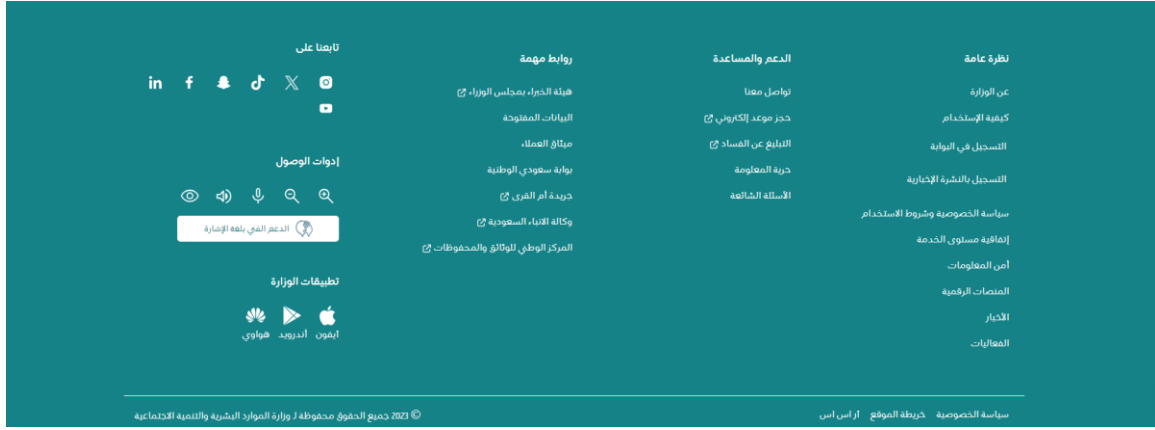 نظرة عامة
عن الوزارة
كيفية الإستخدام
التسجيل في البوابة
التسجيل بالنشرة الإخبارية
سياسة الخصوصية وشروط الاستخدام
إتفاقية مستوى الخدمة
أمن المعلومات
المنصات الرقمية
الأخبار
الفعاليات
الدعم والمساعدة
تواصل معنا
حجز موعد إلكتروني
التبليغ عن الفساد
حرية المعلومة
الأسئلة الشائعة
روابط مهمة
هيئة الخبراء بمجلس الوزراء
البيانات المفتوحة
ميثاق العملاء
بوابة سعودي الوطنية
جريدة أم القرى
وكالة الانباء السعودية
المركز الوطني للوثائق والمحفوظات
تابعنا على
إدوات الوصول
الدعم الفني بلغة الإشارة
تطبيقات الوزارة
آيفون أندرويد هواوي
سياسة الخصوصية خريطة الموقع ار اس اس
© 2023 جميع الحقوق محفوظة لـ وزارة الموارد البشرية والتنمية الاجتماعية